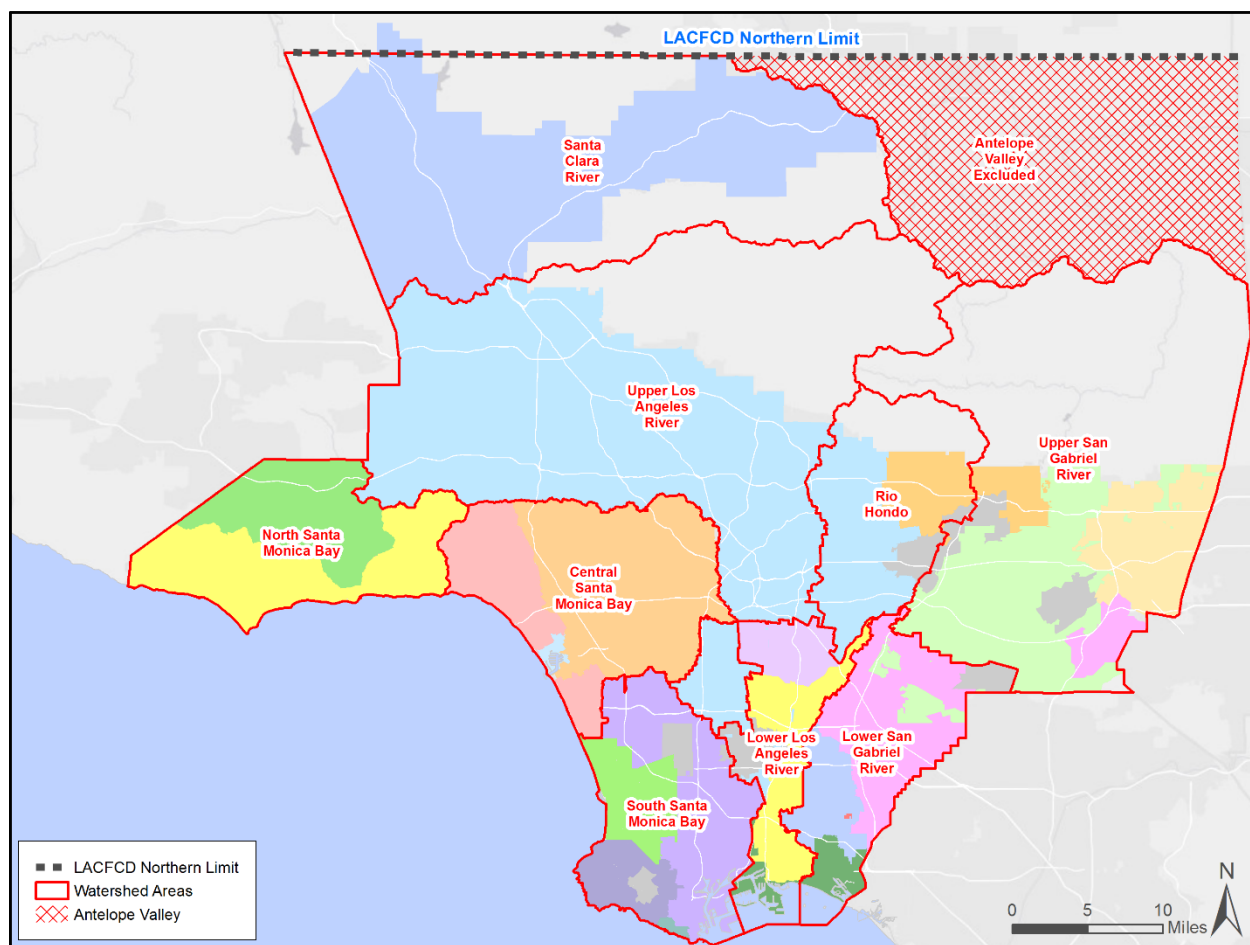 LACFCD Northern Limit
Santa
Clara
River
Antelope
Valley
Excluded
Upper Los
Angeles
River
Upper San
Gabriel
River
Rio
Hondo
North Santa
Monica Bay
Central
Santa
Monica Bay
Lower Los
Angeles
River
Lower San
Gabriel
River
South Santa
Monica Bay
LACFCD Northern Limit
Watershed Areas
Antelope Valley
N
0 5 10
Miles